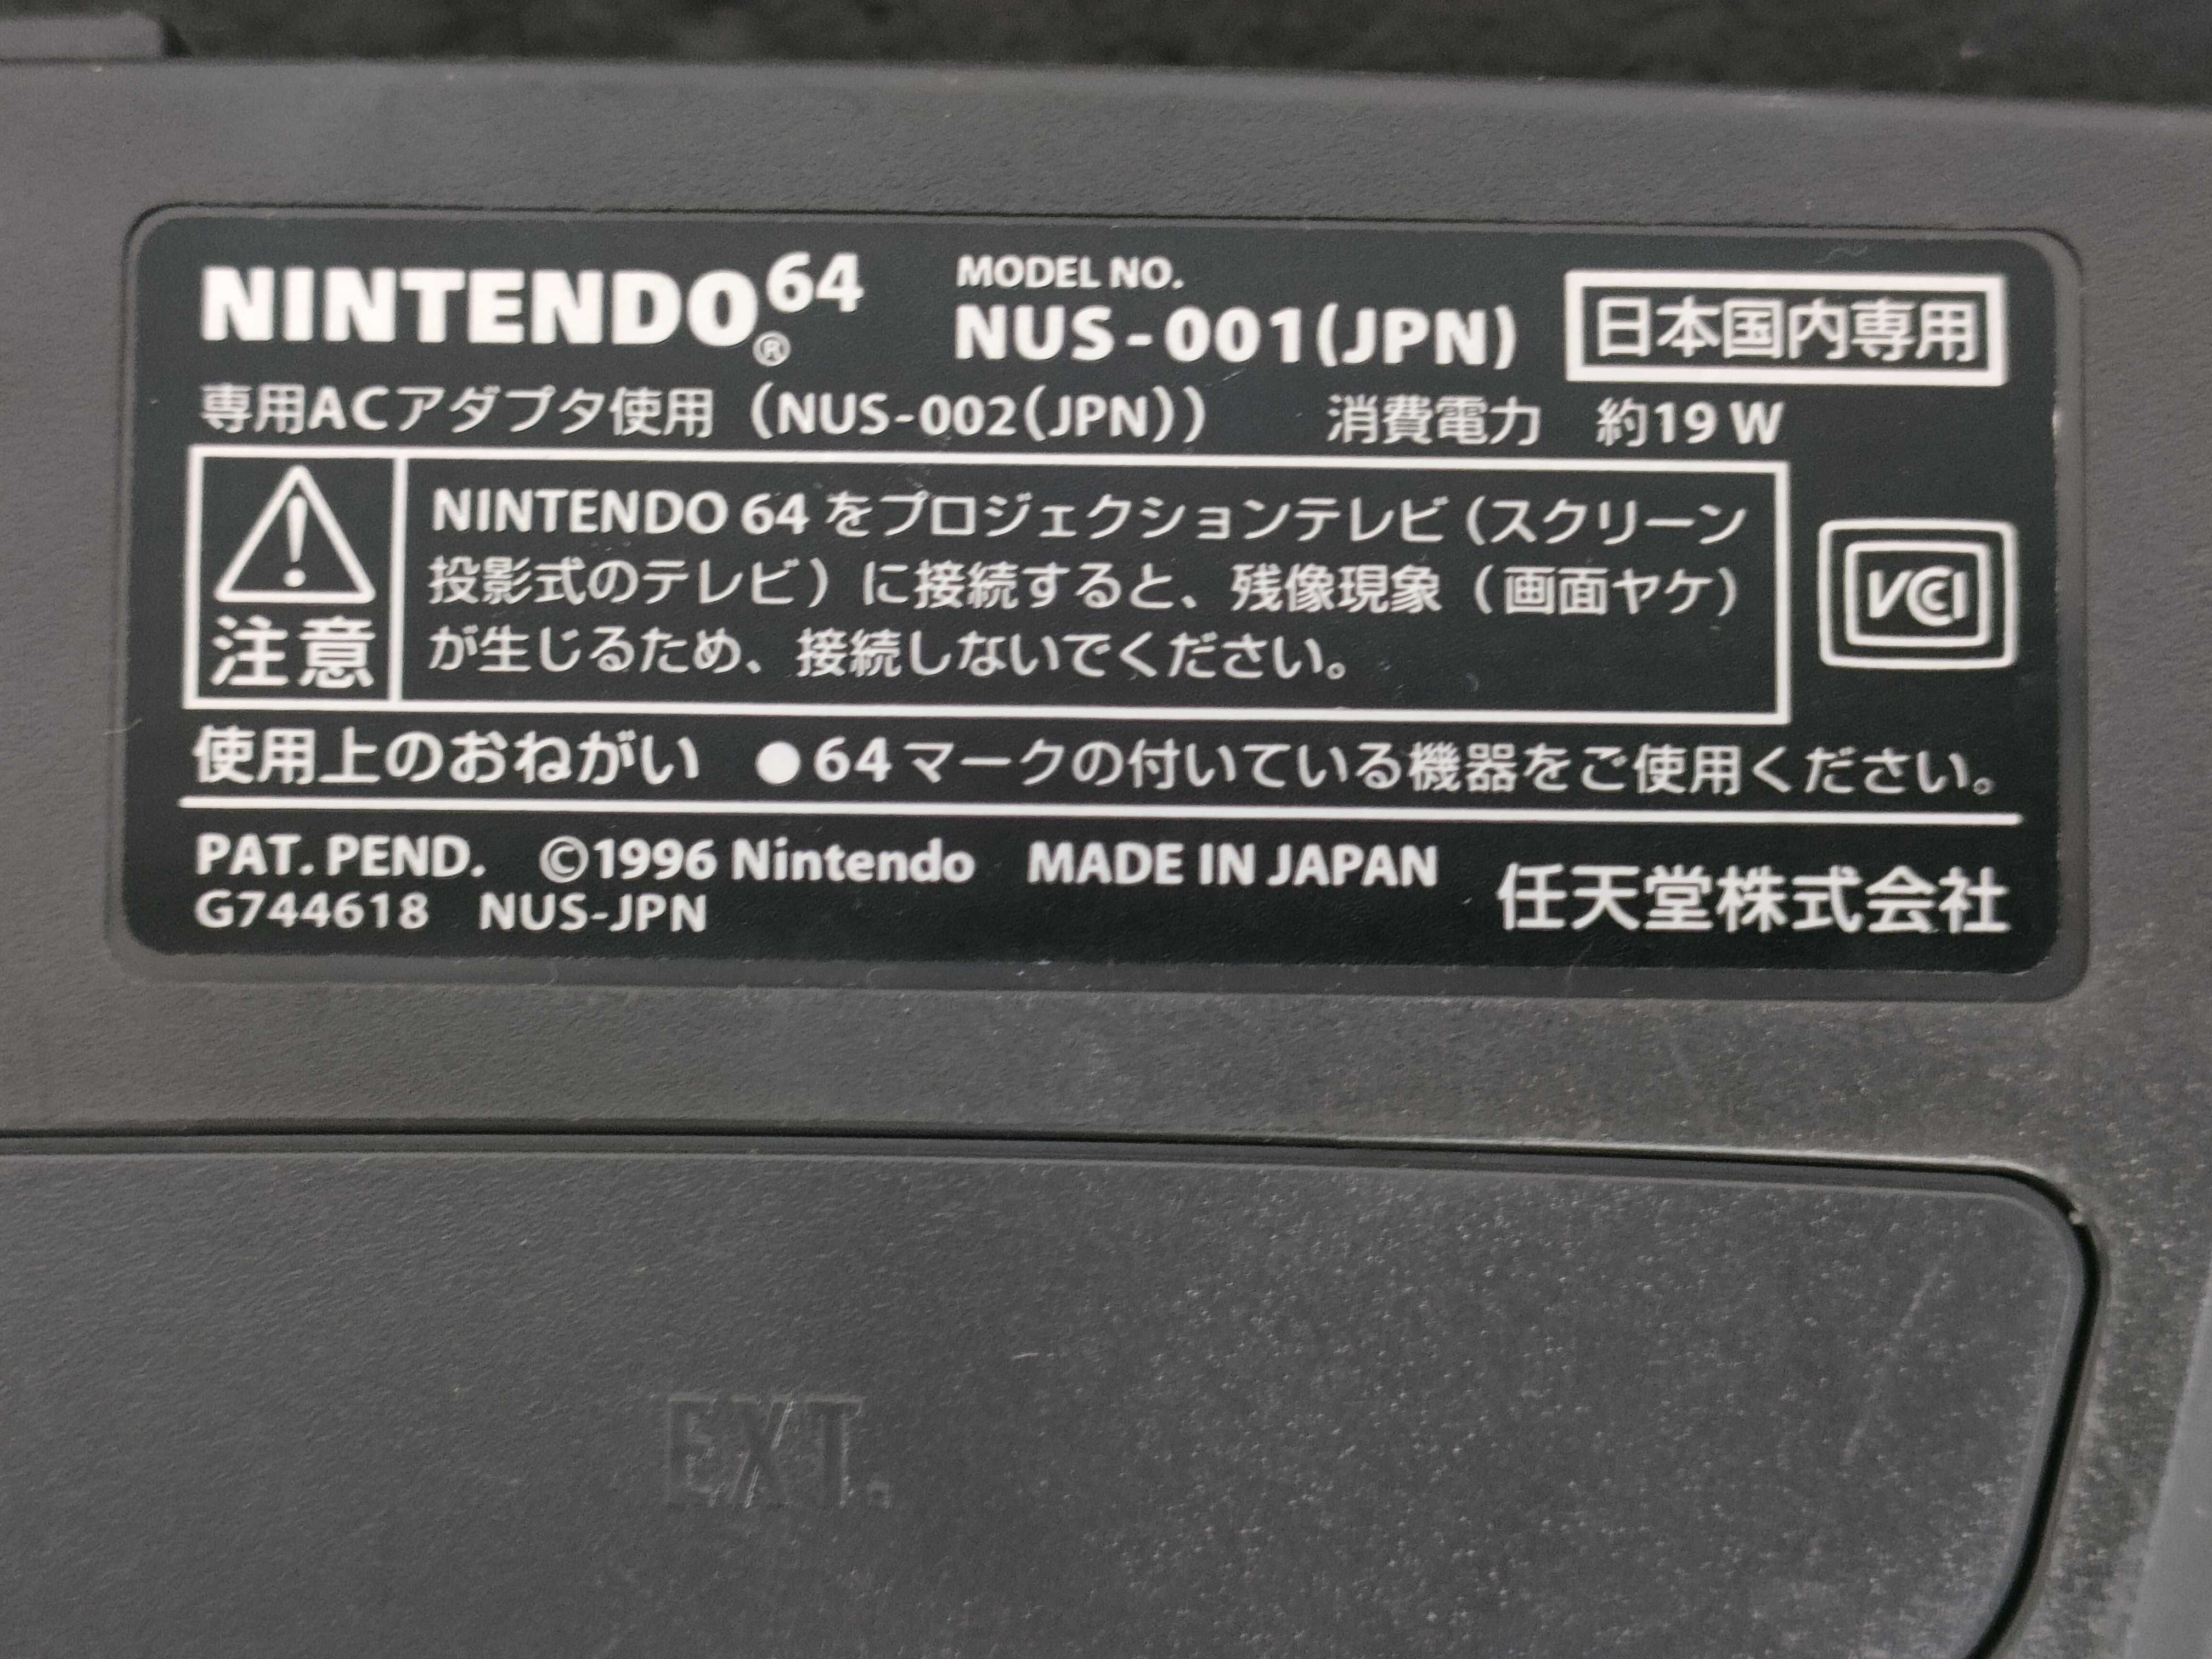 NINTENDO64®
MODEL NO.
NUS-001(JPN)
日本国内専用
専用ACアダプタ使用（NUS-002(JPN)） 消費電力 約19 W
注意
NINTENDO 64 をプロジェクションテレビ（スクリーン
投影式のテレビ）に接続すると、残像現象（画面ヤケ）
が生じるため、接続しないでください。
VCCI
使用上のおねがい ●64マークの付いている機器をご使用ください。
PAT. PEND. ©1996 Nintendo MADE IN JAPAN
G744618 NUS-JPN
任天堂株式会社
EXT.